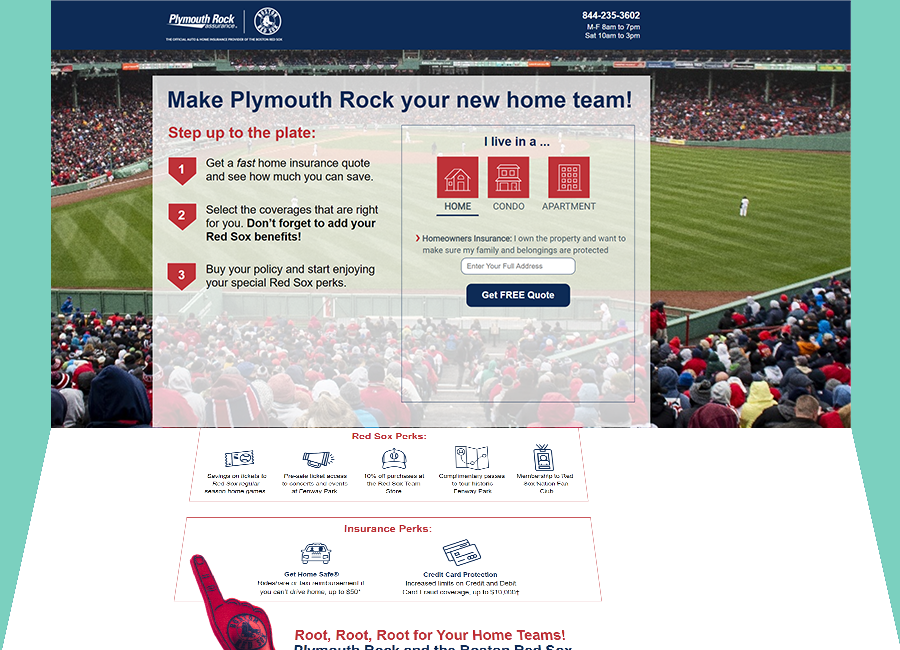 Plymouth Rock
assurance.
BOSTON
RED SOX
THE OFFICIAL AUTO & HOME INSURANCE PROVIDER OF THE BOSTON RED SOX
844-235-3602
M-F 8am to 7pm
Sat 10am to 3pm
Make Plymouth Rock your new home team!
Step up to the plate:
1
Get a fast home insurance quote
and see how much you can save.
2
Select the coverages that are right
for you. Don't forget to add your
Red Sox benefits!
3
Buy your policy and start enjoying
your special Red Sox perks.
I live in a ...
HOME
CONDO
APARTMENT
Homeowners Insurance: I own the property and want to
make sure my family and belongings are protected
Enter Your Full Address
Get FREE Quote
Red Sox Perks:
Savings on tickets to
Red Sox regular
season home games
Pre-sale ticket access
to concerts and events
at Fenway Park
10% off purchases at
the Red Sox Team
Store
Complimentary passes
to tour historic
Fenway Park
Membership to Red
Sox Nation Fan
Club
Insurance Perks:
Get Home Safe®
Rideshare or taxi reimbursement if
you can't drive home, up to $50*
Credit Card Protection
Increased limits on Credit and Debit
Card Fraud coverage, up to $10,000‡
Root, Root, Root for Your Home Teams!
Plymouth Rock and the Boston Red Sox